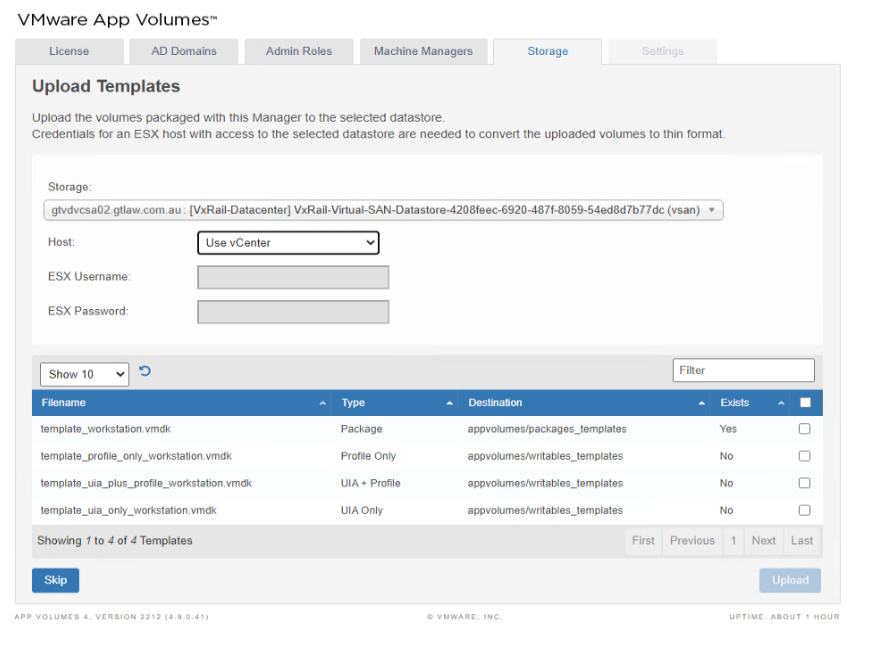 VMware App Volumes™
License AD Domains Admin Roles Machine Managers Storage Settings
Upload Templates
Upload the volumes packaged with this Manager to the selected datastore.
Credentials for an ESX host with access to the selected datastore are needed to convert the uploaded volumes to thin format.
Storage:
gtvdvcsa02.gtlaw.com.au : [VxRail-Datacenter] VxRail-Virtual-SAN-Datastore-4208feec-6920-487f-8059-54ed8d7b77dc (vsan)
Host: Use vCenter
ESX Username:
ESX Password:
Show 10 Filter
Filename Type Destination Exists
template_workstation.vmdk Package appvolumes/packages_templates Yes
template_profile_only_workstation.vmdk Profile Only appvolumes/writables_templates No
template_uia_plus_profile_workstation.vmdk UIA + Profile appvolumes/writables_templates No
template_uia_only_workstation.vmdk UIA Only appvolumes/writables_templates No
Showing 1 to 4 of 4 Templates First Previous 1 Next Last
Skip Upload
APP VOLUMES 4, VERSION 2212 (4.9.0.41) © VMWARE, INC. UPTIME: ABOUT 1 HOUR